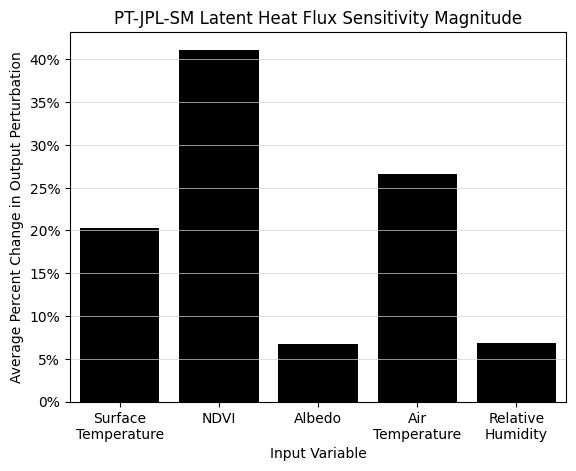 PT-JPL-SM Latent Heat Flux Sensitivity Magnitude
Average Percent Change in Output Perturbation
40%
35%
30%
25%
20%
15%
10%
5%
0%
Surface
Temperature
NDVI
Albedo
Air
Temperature
Relative
Humidity
Input Variable